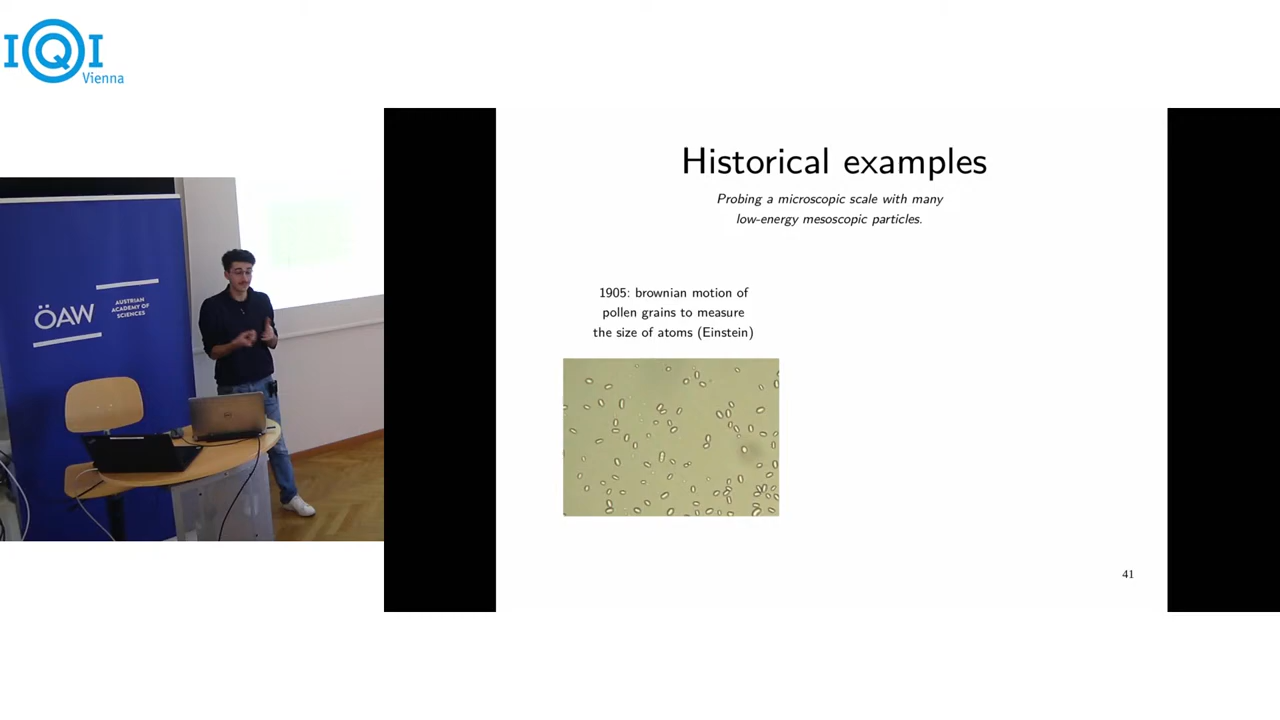 IQI
Vienna
ÖAW
AUSTRIAN
ACADEMY OF
SCIENCES
Historical examples
Probing a microscopic scale with many
low-energy mesoscopic particles.
1905: brownian motion of
pollen grains to measure
the size of atoms (Einstein)
41